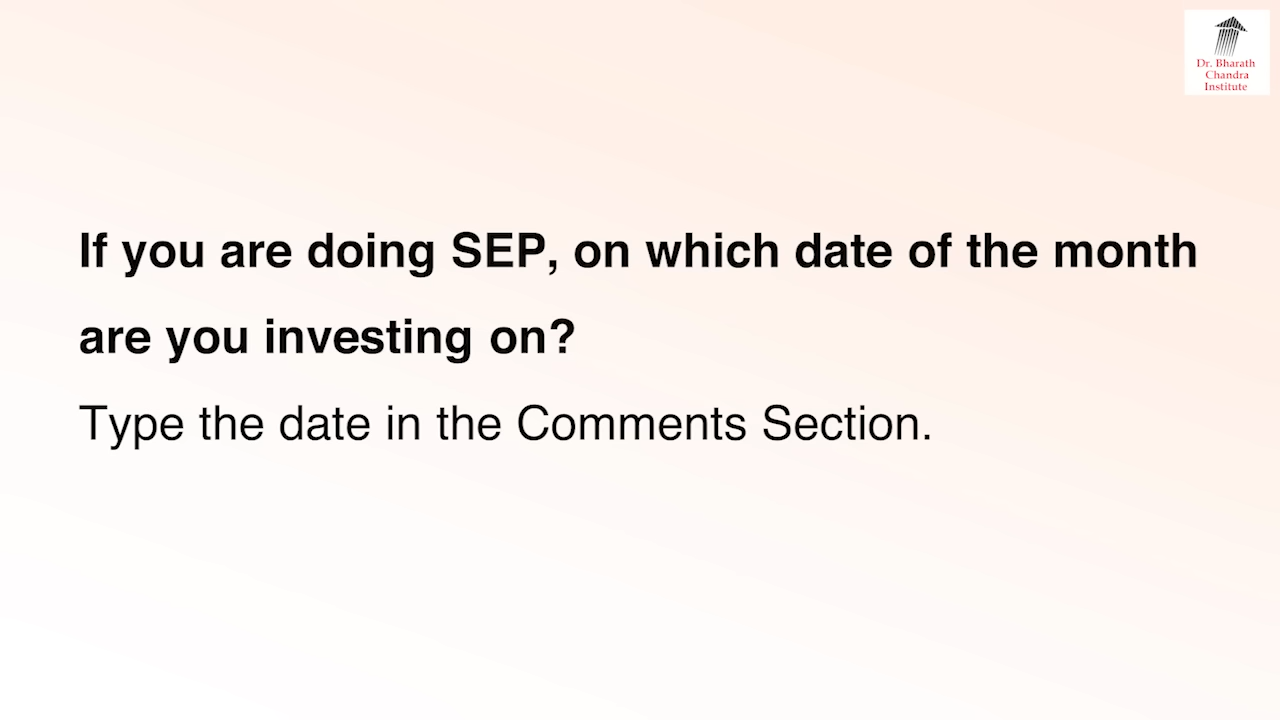 Dr. Bharath
Chandra
Institute
If you are doing SEP, on which date of the month
are you investing on?
Type the date in the Comments Section.